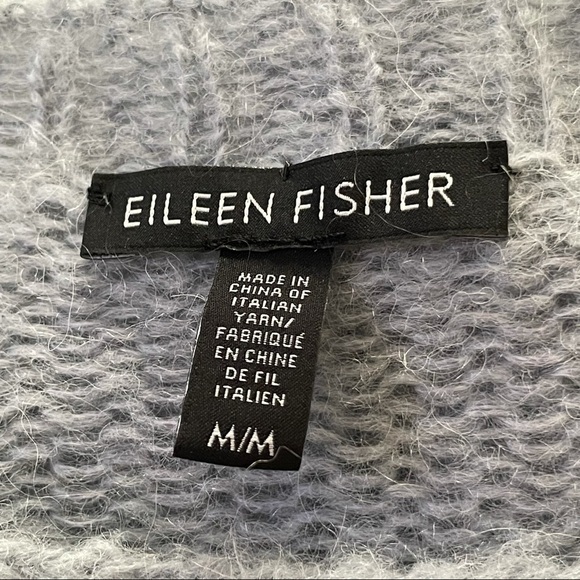 EILEEN FISHER
MADE IN
CHINA OF
ITALIAN
YARN/
FABRIQUÉ
EN CHINE
DE FIL
ITALIEN
M/M